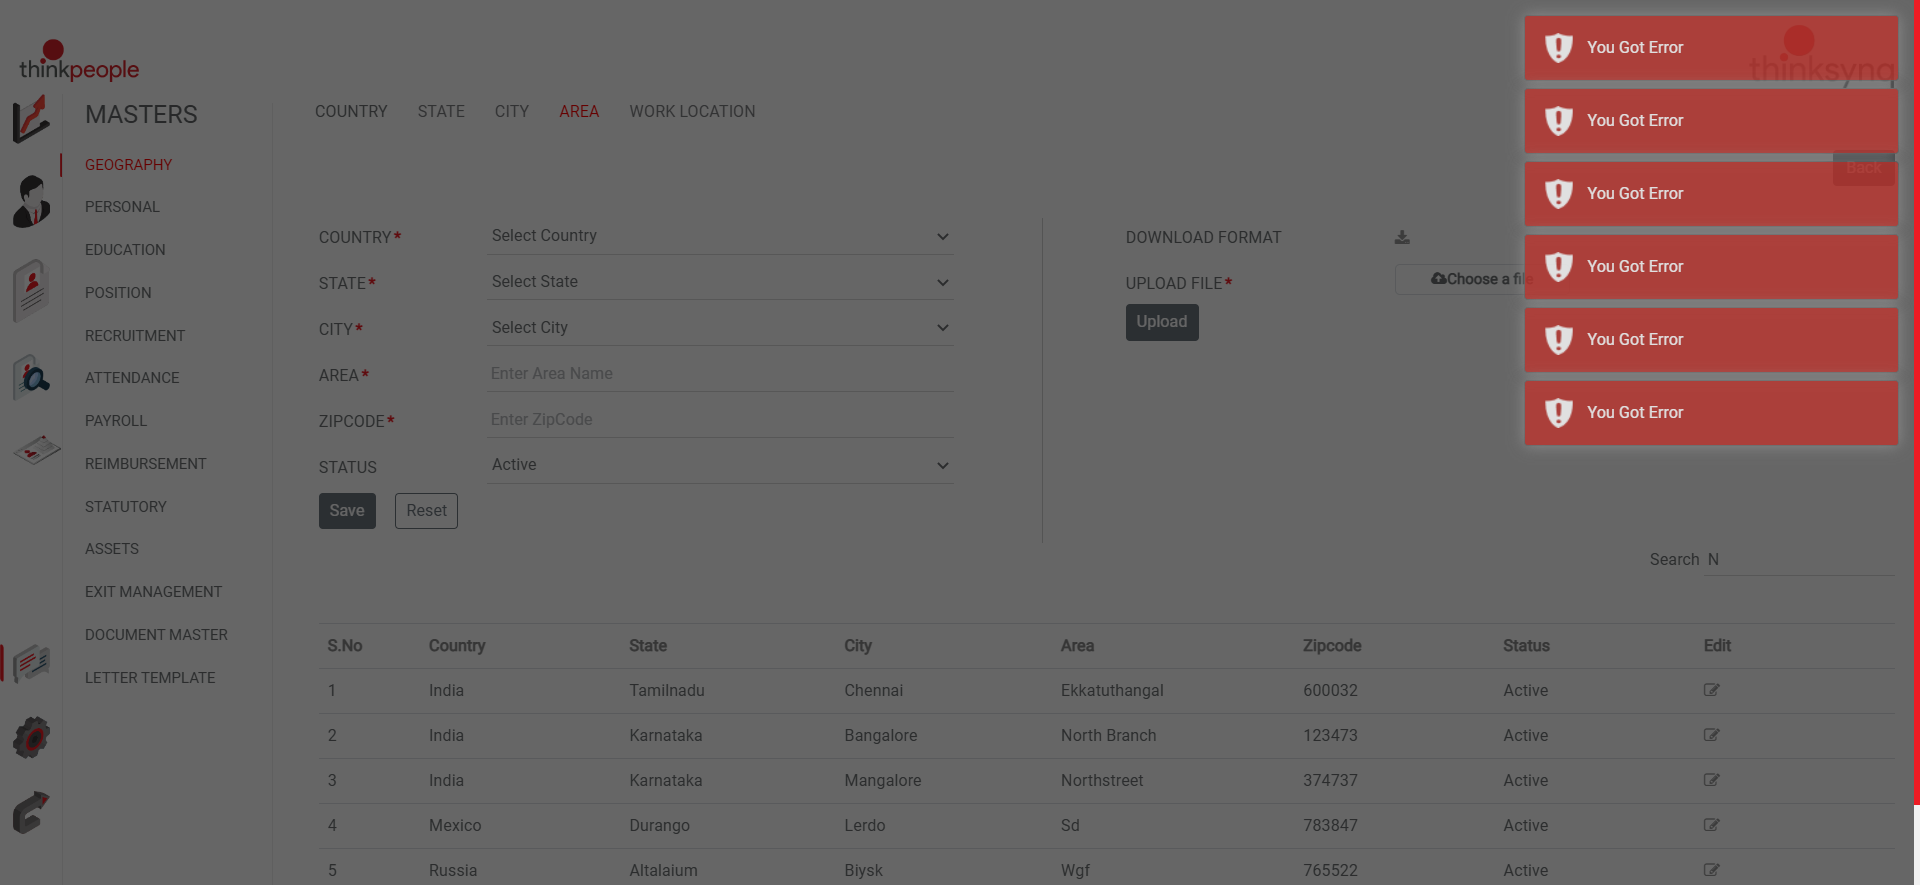 thinkpeople
thinksynq
MASTERS
COUNTRY STATE CITY AREA WORK LOCATION
You Got Error
You Got Error
You Got Error
You Got Error
You Got Error
You Got Error
Back
GEOGRAPHY
PERSONAL
EDUCATION
POSITION
RECRUITMENT
ATTENDANCE
PAYROLL
REIMBURSEMENT
STATUTORY
ASSETS
EXIT MANAGEMENT
DOCUMENT MASTER
LETTER TEMPLATE
COUNTRY* Select Country
STATE* Select State
CITY* Select City
AREA* Enter Area Name
ZIPCODE* Enter ZipCode
STATUS Active
Save Reset
DOWNLOAD FORMAT
UPLOAD FILE* Choose a file
Upload
Search N
S.No Country State City Area Zipcode Status Edit
1 India Tamilnadu Chennai Ekkatuthangal 600032 Active
2 India Karnataka Bangalore North Branch 123473 Active
3 India Karnataka Mangalore Northstreet 374737 Active
4 Mexico Durango Lerdo Sd 783847 Active
5 Russia Altalaium Biysk Wgf 765522 Active